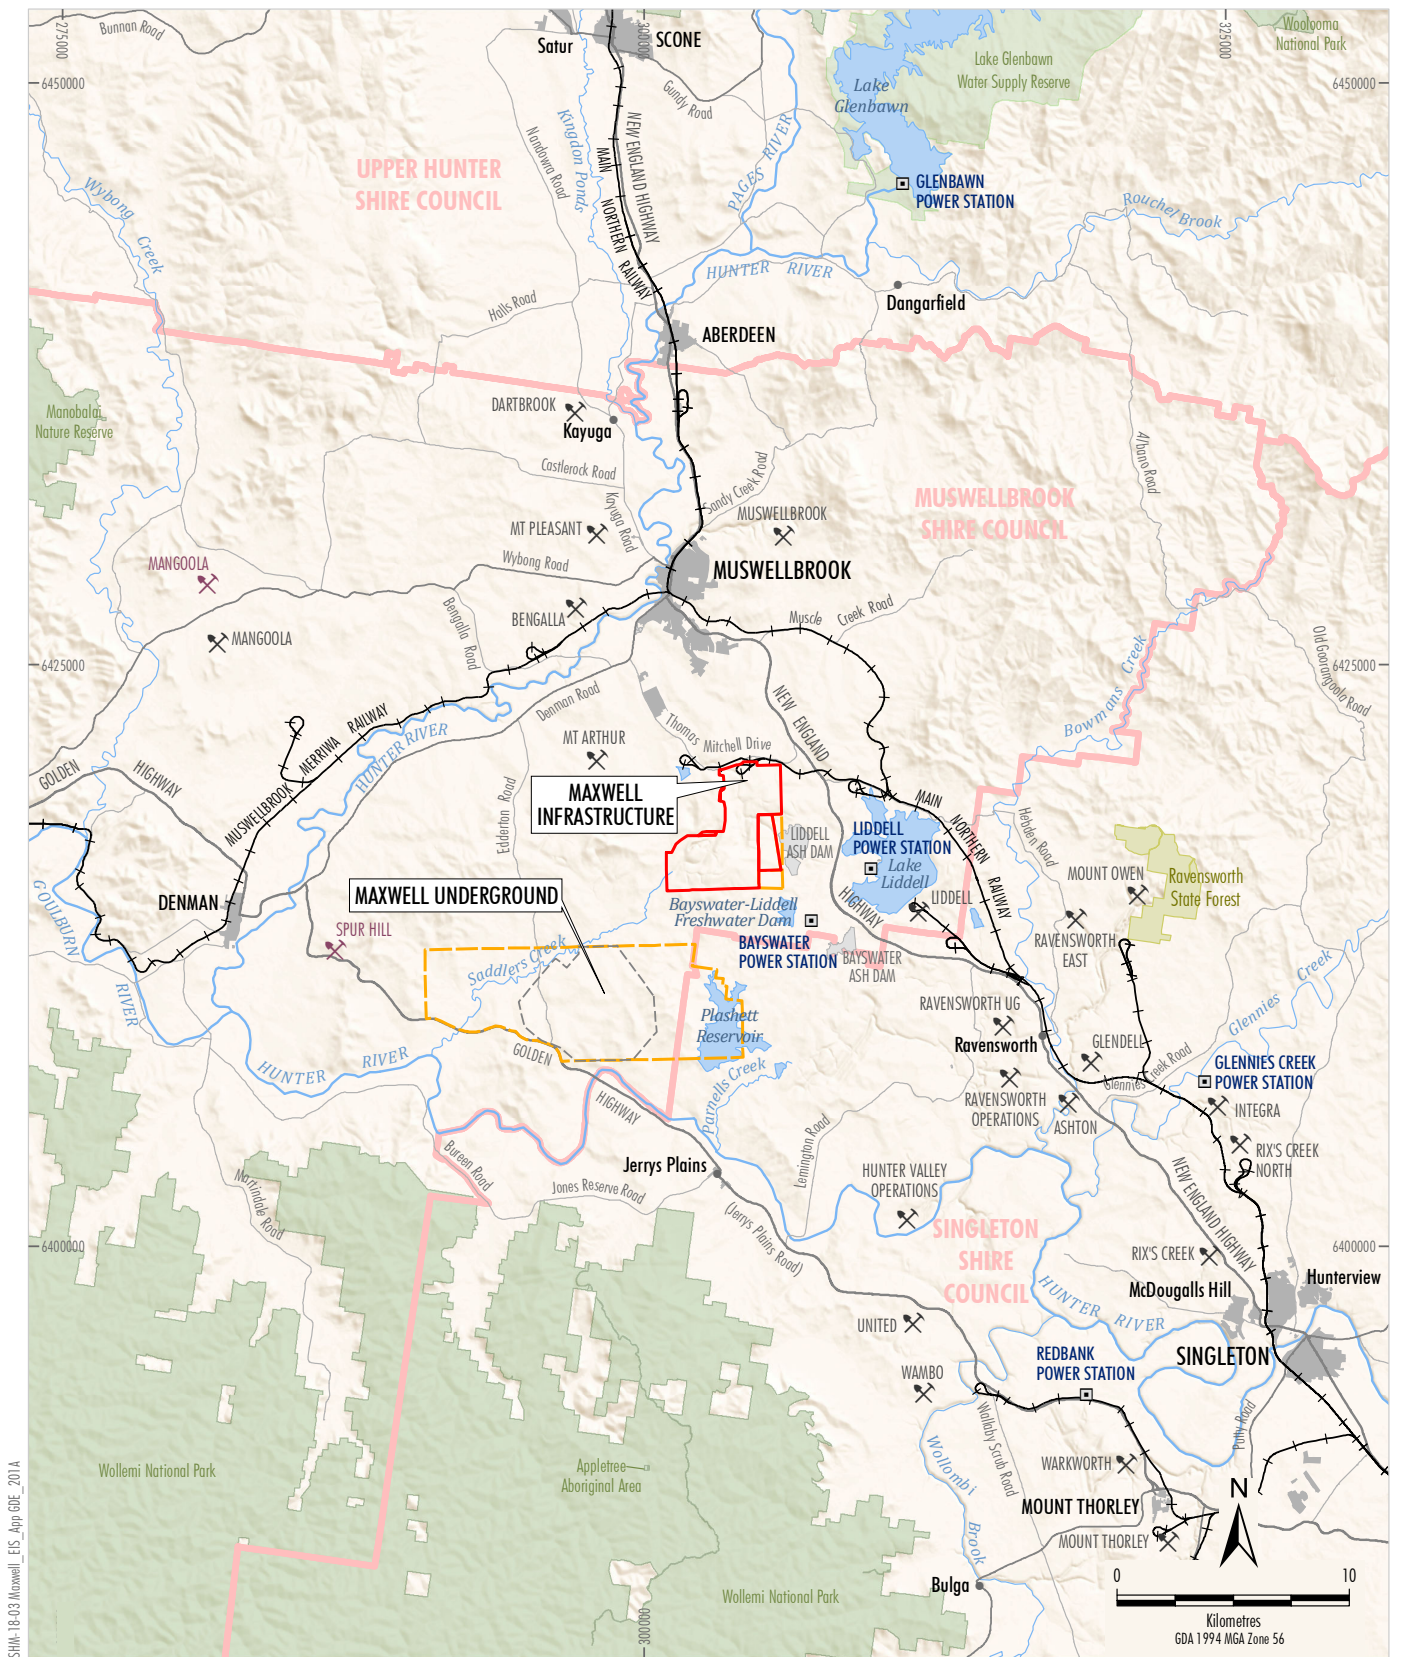 275000
300000
325000
Bunnan Road
Satur
SCONE
Woolooma
National Park
Lake Glenbawn
Water Supply Reserve
6450000
6450000
Gundy Road
Lake
Glenbawn
Kingdon Ponds
Nandowra Road
NEW ENGLAND HIGHWAY
MAIN NORTHERN RAILWAY
PAGES RIVER
UPPER HUNTER
SHIRE COUNCIL
Wybong Creek
GLENBAWN
POWER STATION
Rouchel Brook
HUNTER RIVER
Dangarfield
Halls Road
ABERDEEN
Manobalai
Nature Reserve
DARTBROOK
Kayuga
Castlerock Road
Kayuga Road
Sandy Creek Road
Albano Road
MUSWELLBROOK
SHIRE COUNCIL
MT PLEASANT
MUSWELLBROOK
MANGOOLA
Wybong Road
MUSWELLBROOK
BENGALLA
Bengalla Road
Muscle Creek Road
MANGOOLA
Old Goorangoola Road
6425000
6425000
Bowmans Creek
Denman Road
NEW ENGLAND
HIGHWAY
Thomas Mitchell Drive
MT ARTHUR
MUSWELLBROOK MERRIWA RAILWAY
HUNTER RIVER
GOLDEN HIGHWAY
MAXWELL
INFRASTRUCTURE
Edderton Road
MAIN NORTHERN RAILWAY
Hebden Road
LIDDELL
ASH DAM
LIDDELL
POWER STATION
Lake
Liddell
MOUNT OWEN
Ravensworth
State Forest
MAXWELL UNDERGROUND
DENMAN
GOULBURN RIVER
Bayswater-Liddell
Freshwater Dam
LIDDELL
SPUR HILL
BAYSWATER
POWER STATION
BAYSWATER
ASH DAM
RAVENSWORTH
EAST
Saddlers Creek
Glennies Creek
RAVENSWORTH UG
Plashett
Reservoir
Ravensworth
GLENDELL
GOLDEN
HIGHWAY
HUNTER RIVER
Parnells Creek
Glennies Creek Road
GLENNIES CREEK
POWER STATION
RAVENSWORTH
OPERATIONS
ASHTON
INTEGRA
Lemington Road
RIX'S CREEK
NORTH
Bureen Road
Jerrys Plains
Jones Reserve Road
HUNTER VALLEY
OPERATIONS
NEW ENGLAND HIGHWAY
Martindale Road
(Jerrys Plains Road)
SINGLETON
SHIRE
COUNCIL
6400000
6400000
RIX'S CREEK
McDougalls Hill
Hunterview
HUNTER RIVER
UNITED
REDBANK
POWER STATION
SINGLETON
WAMBO
Wallaby Scrub Road
Putty Road
Wollombi Brook
Wollemi National Park
Appletree
Aboriginal Area
WARKWORTH
MOUNT THORLEY
MOUNT THORLEY
N
Bulga
Wollemi National Park
300000
0
10
Kilometres
GDA 1994 MGA Zone 56
SHM-18-03 Maxwell_EIS_App GDE_201A